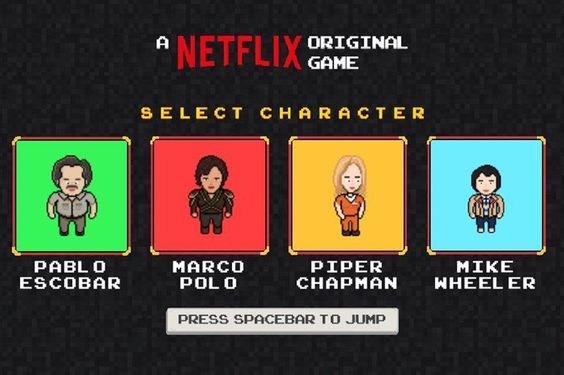 A NETFLIX ORIGINAL
GAME
SELECT CHARACTER
PABLO
ESCOBAR
MARCO
POLO
PIPER
CHAPMAN
MIKE
WHEELER
PRESS SPACEBAR TO JUMP